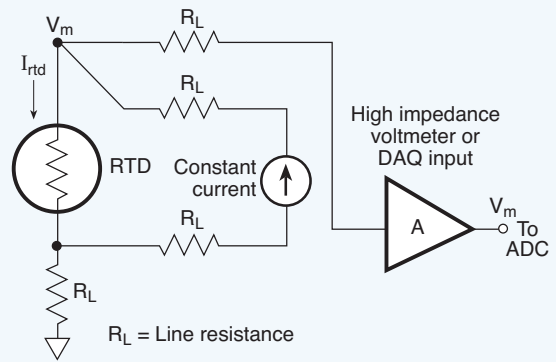 Vm
RL
Irtd
RL
High impedance
voltmeter or
DAQ input
RTD
Constant
current
RL
A
Vm
To
ADC
RL
RL = Line resistance